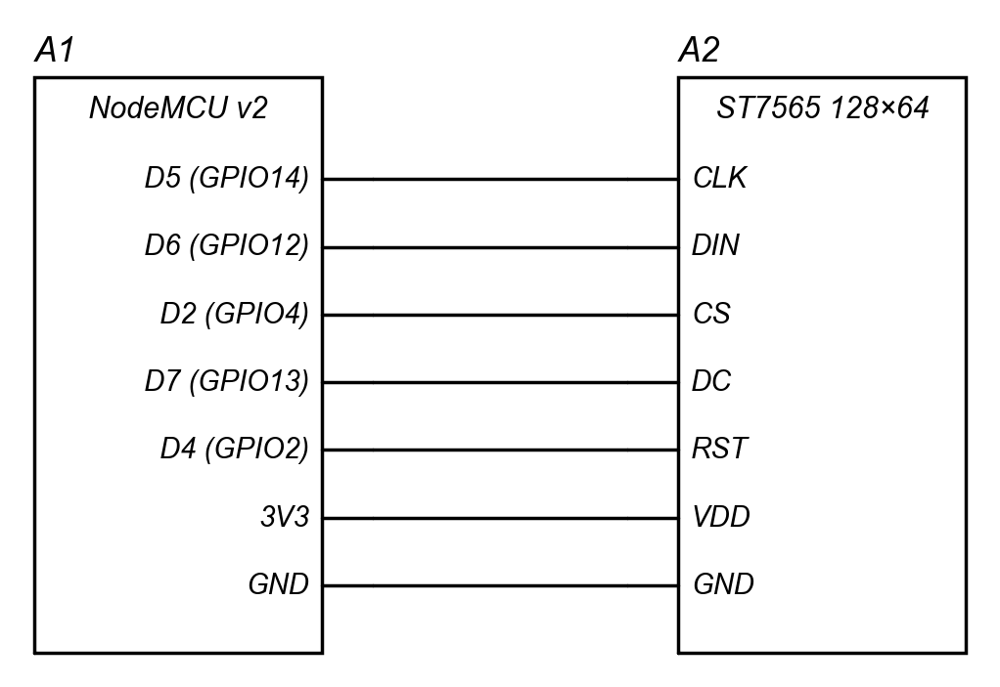 A1
NodeMCU v2
D5 (GPIO14)
D6 (GPIO12)
D2 (GPIO4)
D7 (GPIO13)
D4 (GPIO2)
3V3
GND
A2
ST7565 128×64
CLK
DIN
CS
DC
RST
VDD
GND